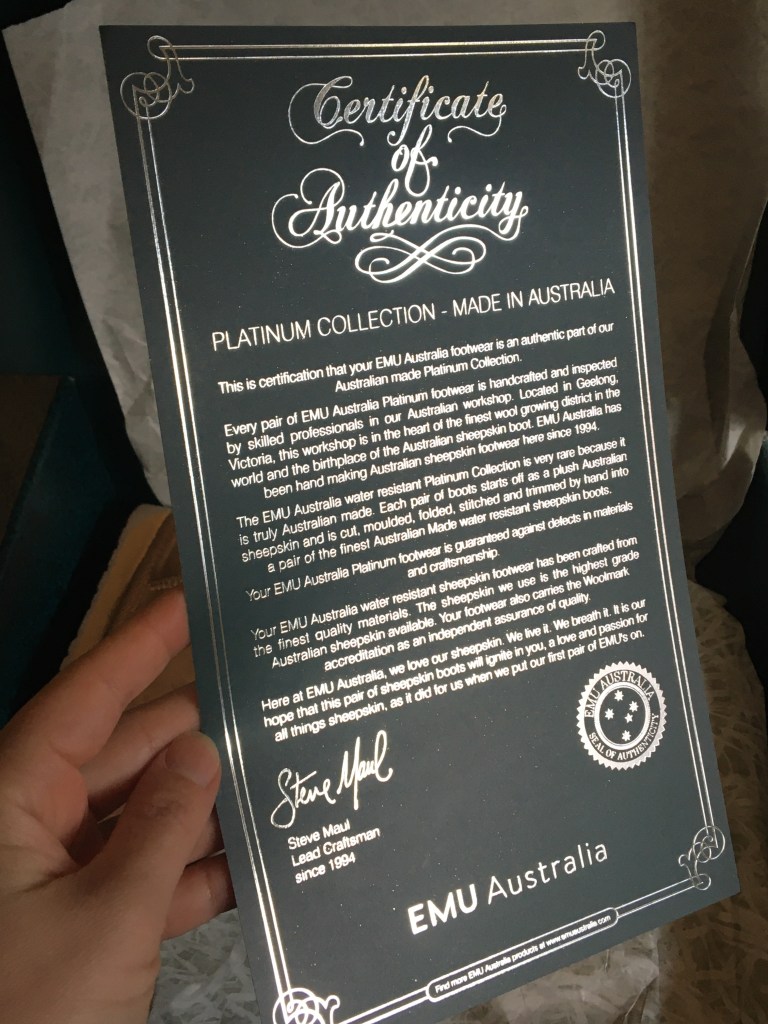 Certificate
of
Authenticity
PLATINUM COLLECTION - MADE IN AUSTRALIA
This is certification that your EMU Australia footwear is an authentic part of our
Australian made Platinum Collection.
Every pair of EMU Australia Platinum footwear is handcrafted and inspected
by skilled professionals in our Australian workshop. Located in Geelong,
Victoria, this workshop is in the heart of the finest wool growing district in the
world and the birthplace of the Australian sheepskin boot. EMU Australia has
been hand making Australian sheepskin footwear here since 1994.
The EMU Australia water resistant Platinum Collection is very rare because it
is truly Australian made. Each pair of boots starts off as a plush Australian
sheepskin and is cut, moulded, folded, stitched and trimmed by hand into
a pair of the finest Australian Made water resistant sheepskin boots.
Your EMU Australia Platinum footwear is guaranteed against defects in materials
and craftsmanship.
Your EMU Australia water resistant sheepskin footwear has been crafted from
the finest quality materials. The sheepskin we use is the highest grade
Australian sheepskin available. Your footwear also carries the Woolmark
accreditation as an independent assurance of quality.
Here at EMU Australia, we love our sheepskin. We live it. We breath it. It is our
hope that this pair of sheepskin boots will ignite in you, a love and passion for
all things sheepskin, as it did for us when we put our first pair of EMU's on.
EMU AUSTRALIA
SEAL OF AUTHENTICITY
Steve Maul
Steve Maul
Lead Craftsman
since 1994
EMU Australia
Find more EMU Australia products at www.emuaustralia.com